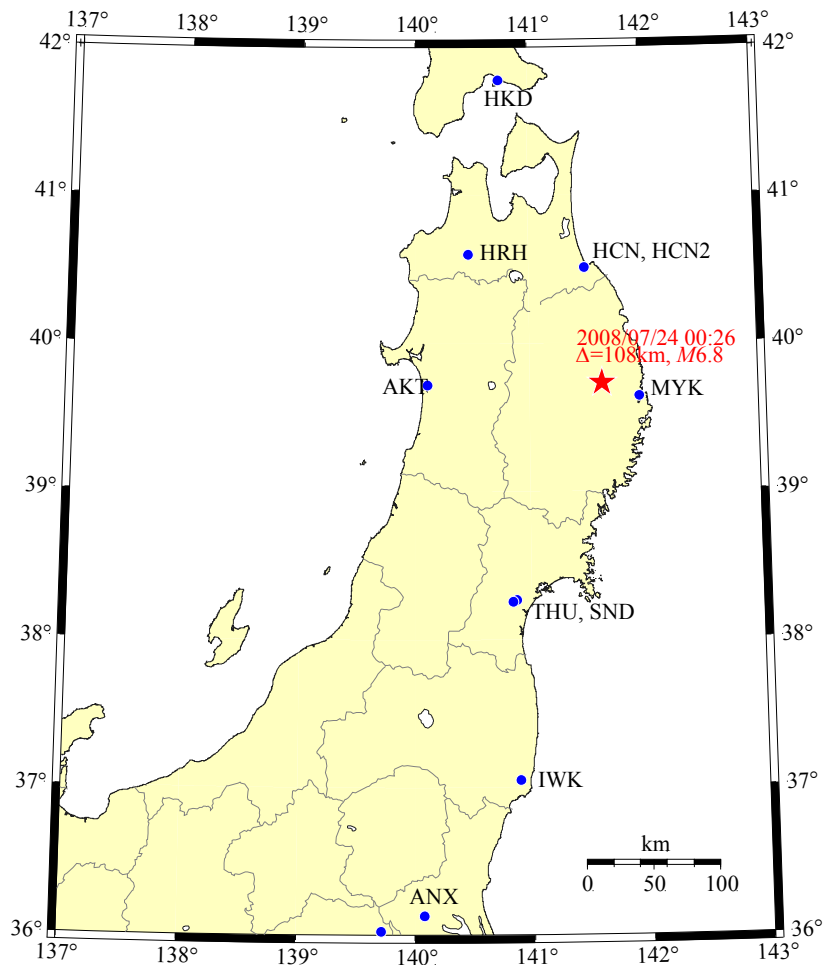 137° 138° 139° 140° 141° 142° 143°
42° 42°
HKD
41° 41°
HRH
HCN, HCN2
40° 40°
2008/07/24 00:26
Δ=108km, M6.8
AKT
MYK
39° 39°
THU, SND
38° 38°
37° 37°
IWK
km
0 50 100
ANX
36° 36°
137° 138° 139° 140° 141° 142° 143°